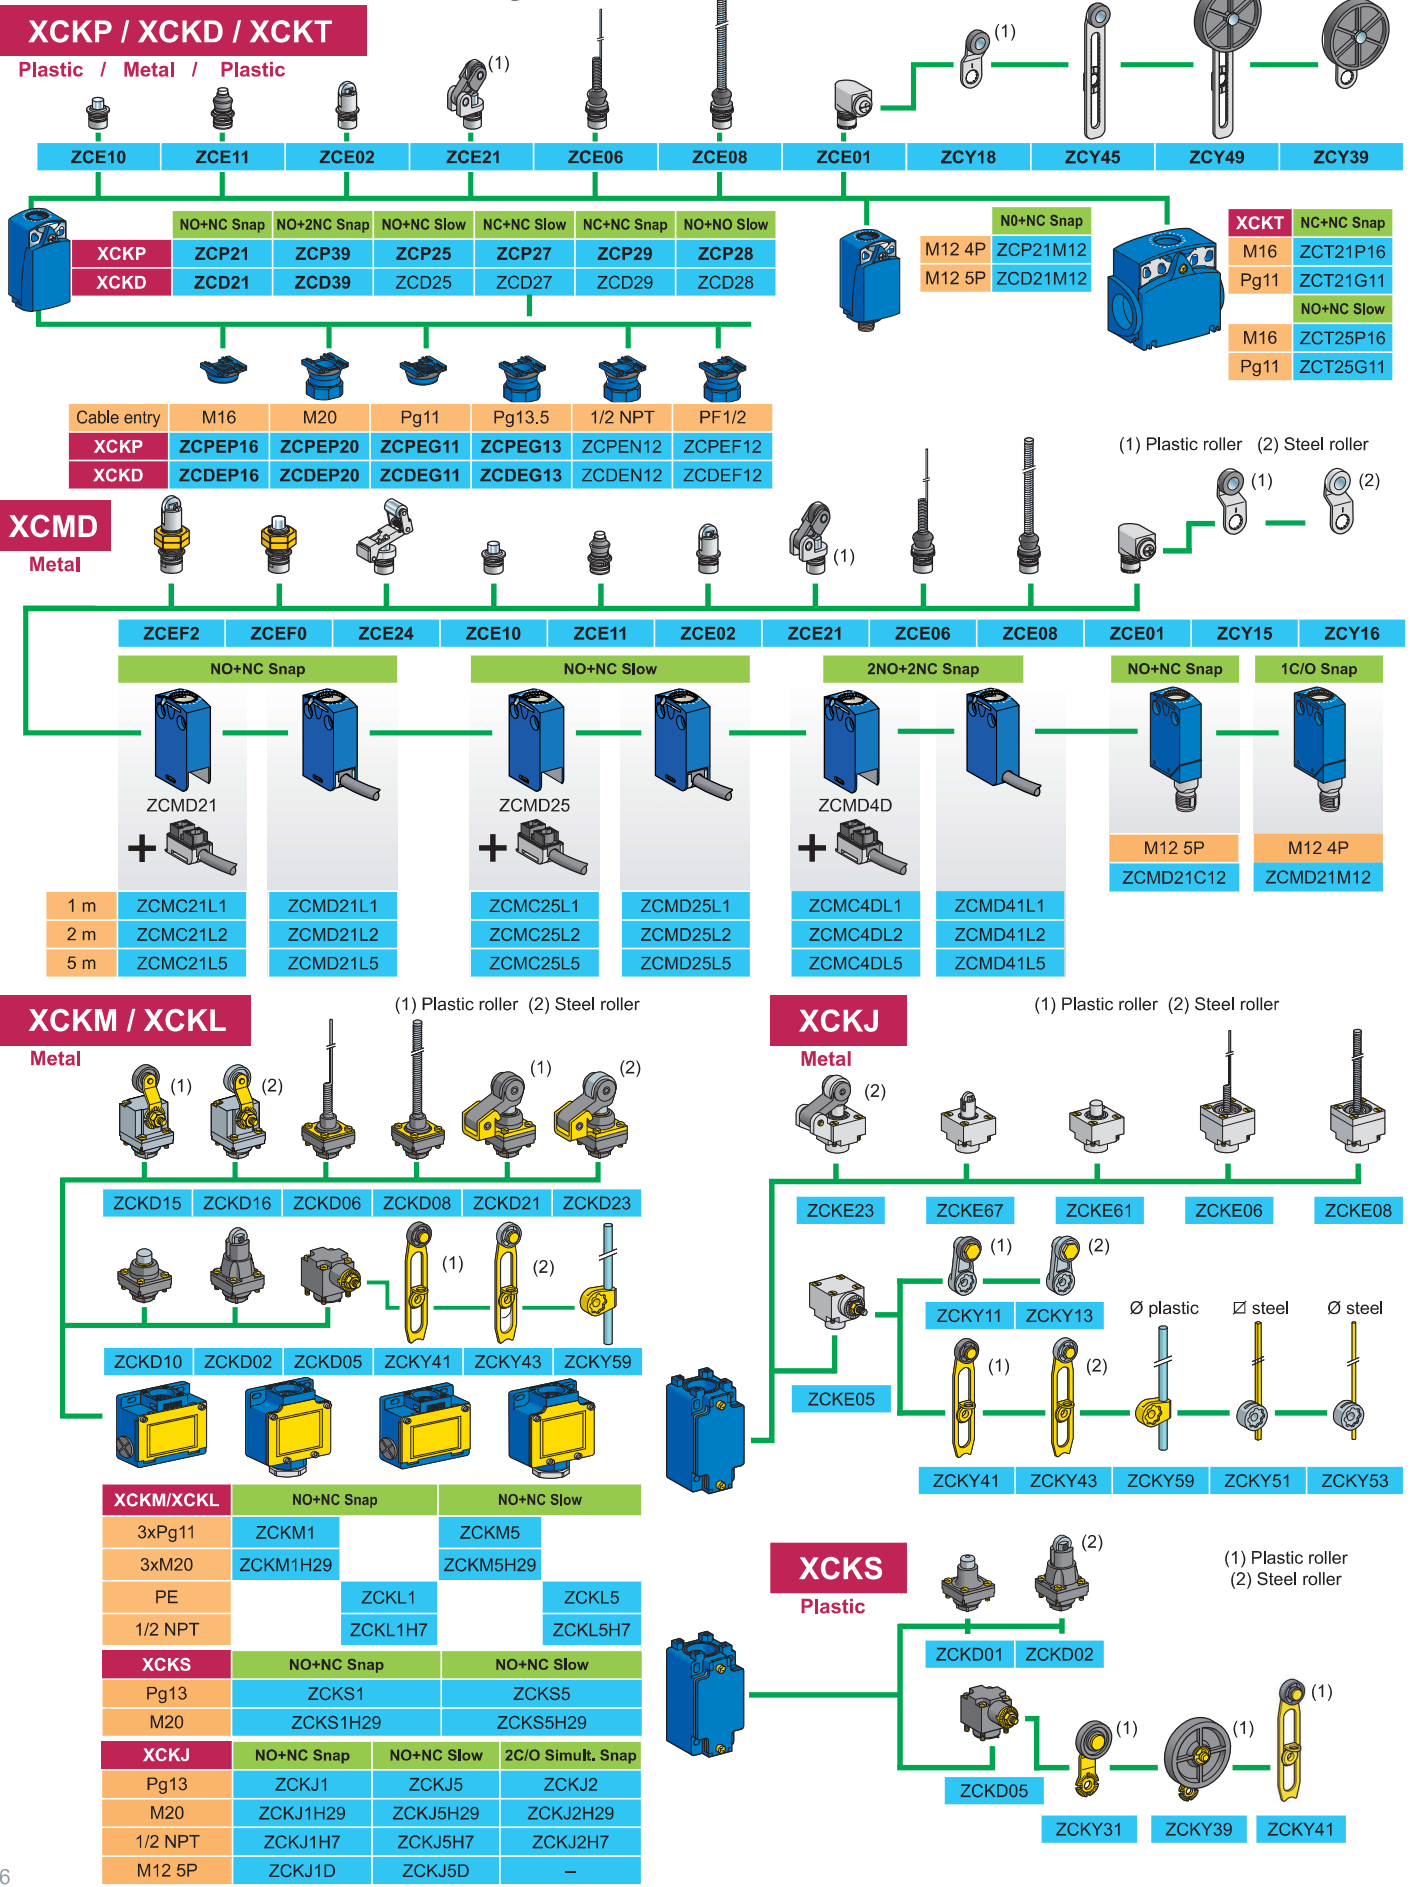 XCKP / XCKD / XCKT
Plastic / Metal / Plastic
(1)
(1)
ZCE10 ZCE11 ZCE02 ZCE21 ZCE06 ZCE08 ZCE01 ZCY18 ZCY45 ZCY49 ZCY39
NO+NC Snap NO+2NC Snap NO+NC Slow NC+NC Slow NC+NC Snap NO+NO Slow
XCKP ZCP21 ZCP39 ZCP25 ZCP27 ZCP29 ZCP28
XCKD ZCD21 ZCD39 ZCD25 ZCD27 ZCD29 ZCD28
N0+NC Snap
M12 4P ZCP21M12
M12 5P ZCD21M12
XCKT NC+NC Snap
M16 ZCT21P16
Pg11 ZCT21G11
NO+NC Slow
M16 ZCT25P16
Pg11 ZCT25G11
Cable entry M16 M20 Pg11 Pg13.5 1/2 NPT PF1/2
XCKP ZCPEP16 ZCPEP20 ZCPEG11 ZCPEG13 ZCPEN12 ZCPEF12
XCKD ZCDEP16 ZCDEP20 ZCDEG11 ZCDEG13 ZCDEN12 ZCDEF12
(1) Plastic roller (2) Steel roller
XCMD
Metal
(1)
(1)
(2)
ZCEF2 ZCEF0 ZCE24 ZCE10 ZCE11 ZCE02 ZCE21 ZCE06 ZCE08 ZCE01 ZCY15 ZCY16
NO+NC Snap NO+NC Slow 2NO+2NC Snap NO+NC Snap 1C/O Snap
ZCMD21 ZCMD25 ZCMD4D
+ + +
M12 5P M12 4P
ZCMD21C12 ZCMD21M12
1 m ZCMC21L1 ZCMD21L1 ZCMC25L1 ZCMD25L1 ZCMC4DL1 ZCMD41L1
2 m ZCMC21L2 ZCMD21L2 ZCMC25L2 ZCMD25L2 ZCMC4DL2 ZCMD41L2
5 m ZCMC21L5 ZCMD21L5 ZCMC25L5 ZCMD25L5 ZCMC4DL5 ZCMD41L5
XCKM / XCKL
Metal
(1) Plastic roller (2) Steel roller
(1) (2) (1) (2)
ZCKD15 ZCKD16 ZCKD06 ZCKD08 ZCKD21 ZCKD23
(1) (2)
ZCKD10 ZCKD02 ZCKD05 ZCKY41 ZCKY43 ZCKY59
XCKM/XCKL NO+NC Snap NO+NC Slow
3xPg11 ZCKM1 ZCKM5
3xM20 ZCKM1H29 ZCKM5H29
PE ZCKL1 ZCKL5
1/2 NPT ZCKL1H7 ZCKL5H7
XCKS NO+NC Snap NO+NC Slow
Pg13 ZCKS1 ZCKS5
M20 ZCKS1H29 ZCKS5H29
XCKJ NO+NC Snap NO+NC Slow 2C/O Simult. Snap
Pg13 ZCKJ1 ZCKJ5 ZCKJ2
M20 ZCKJ1H29 ZCKJ5H29 ZCKJ2H29
1/2 NPT ZCKJ1H7 ZCKJ5H7 ZCKJ2H7
M12 5P ZCKJ1D ZCKJ5D –
XCKJ
Metal
(1) Plastic roller (2) Steel roller
(2)
ZCKE23 ZCKE67 ZCKE61 ZCKE06 ZCKE08
(1) (2)
ZCKY11 ZCKY13 Ø plastic ⍁ steel Ø steel
ZCKE05
(1) (2)
ZCKY41 ZCKY43 ZCKY59 ZCKY51 ZCKY53
XCKS
Plastic
(2)
(1) Plastic roller
(2) Steel roller
ZCKD01 ZCKD02
ZCKD05
(1) (1) (1)
ZCKY31 ZCKY39 ZCKY41
6